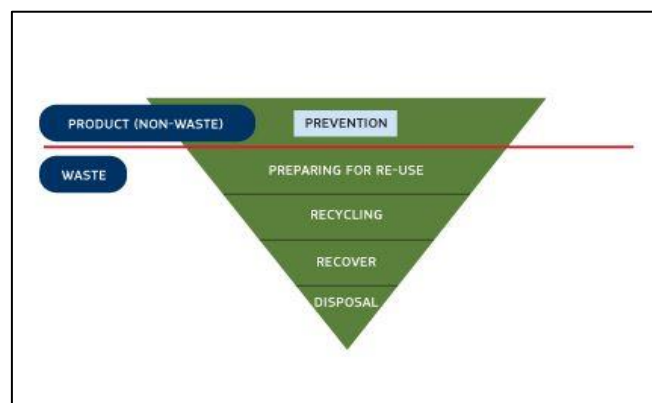 PRODUCT (NON-WASTE)
PREVENTION
WASTE
PREPARING FOR RE-USE
RECYCLING
RECOVER
DISPOSAL